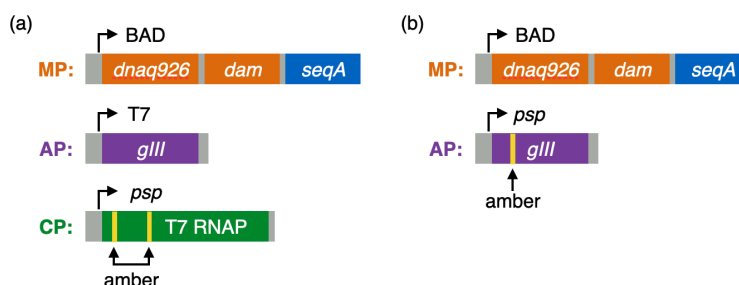 (a)
BAD
MP: dnaq926 dam seqA
T7
AP: gIII
psp
CP: T7 RNAP
amber
(b)
BAD
MP: dnaq926 dam seqA
psp
AP: gIII
amber